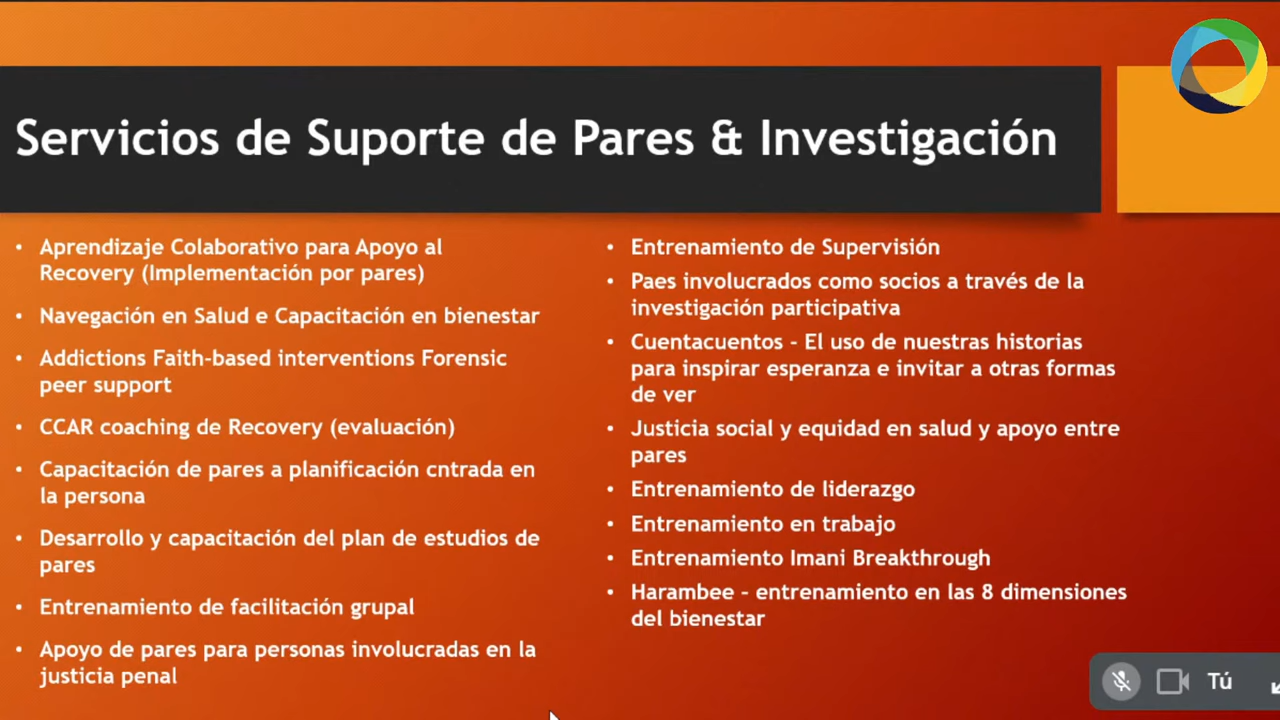 Servicios de Suporte de Pares & Investigación
• Aprendizaje Colaborativo para Apoyo al
Recovery (Implementación por pares)
• Navegación en Salud e Capacitación en bienestar
• Addictions Faith-based interventions Forensic
peer support
• CCAR coaching de Recovery (evaluación)
• Capacitación de pares a planificación cntrada en
la persona
• Desarrollo y capacitación del plan de estudios de
pares
• Entrenamiento de facilitación grupal
• Apoyo de pares para personas involucradas en la
justicia penal
• Entrenamiento de Supervisión
• Paes involucrados como socios a través de la
investigación participativa
• Cuentacuentos - El uso de nuestras historias
para inspirar esperanza e invitar a otras formas
de ver
• Justicia social y equidad en salud y apoyo entre
pares
• Entrenamiento de liderazgo
• Entrenamiento en trabajo
• Entrenamiento Imani Breakthrough
• Harambee - entrenamiento en las 8 dimensiones
del bienestar
Tú